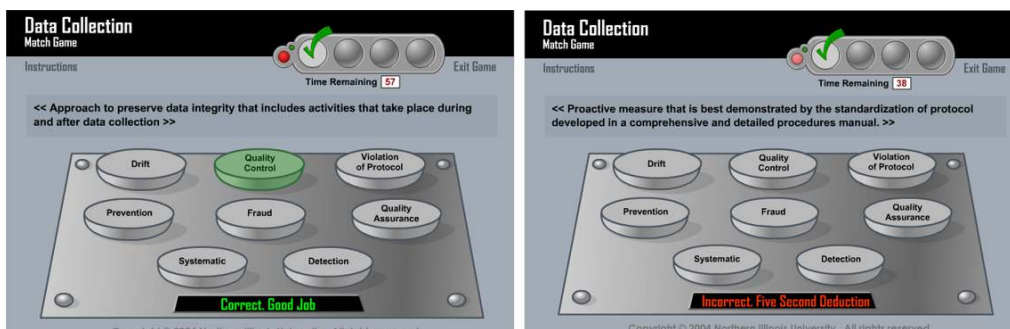 Data Collection
Match Game
Instructions
Exit Game
Time Remaining 57
<< Approach to preserve data integrity that includes activities that take place during
and after data collection >>
Drift
Quality
Control
Violation
of Protocol
Prevention
Fraud
Quality
Assurance
Systematic
Detection
Correct. Good Job
Data Collection
Match Game
Instructions
Exit Game
Time Remaining 38
<< Proactive measure that is best demonstrated by the standardization of protocol
developed in a comprehensive and detailed procedures manual. >>
Drift
Quality
Control
Violation
of Protocol
Prevention
Fraud
Quality
Assurance
Systematic
Detection
Incorrect. Five Second Deduction
Copyright © 2004 Northern Illinois University. All rights reserved